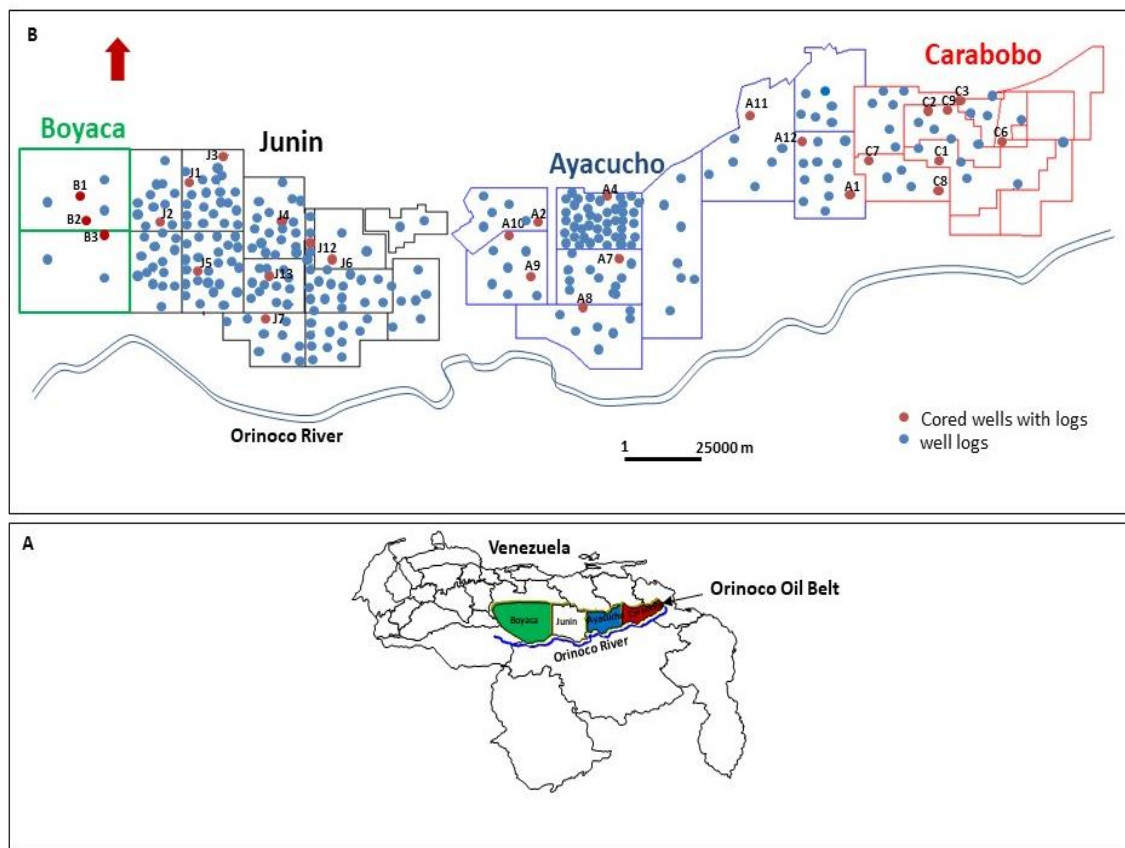 B
Carabobo
Boyaca
Junin
Ayacucho
A11
C3
C2
C9
A12
C6
J3
J1
C7
C1
B1
A4
A1
C8
B2
J2
J4
A10
A2
B3
J12
J6
A7
J5
J13
A9
A8
J7
Orinoco River
Cored wells with logs
well logs
1
25000 m
A
Venezuela
Orinoco Oil Belt
Boyaca
Junin
Ayacucho
Carabobo
Orinoco River